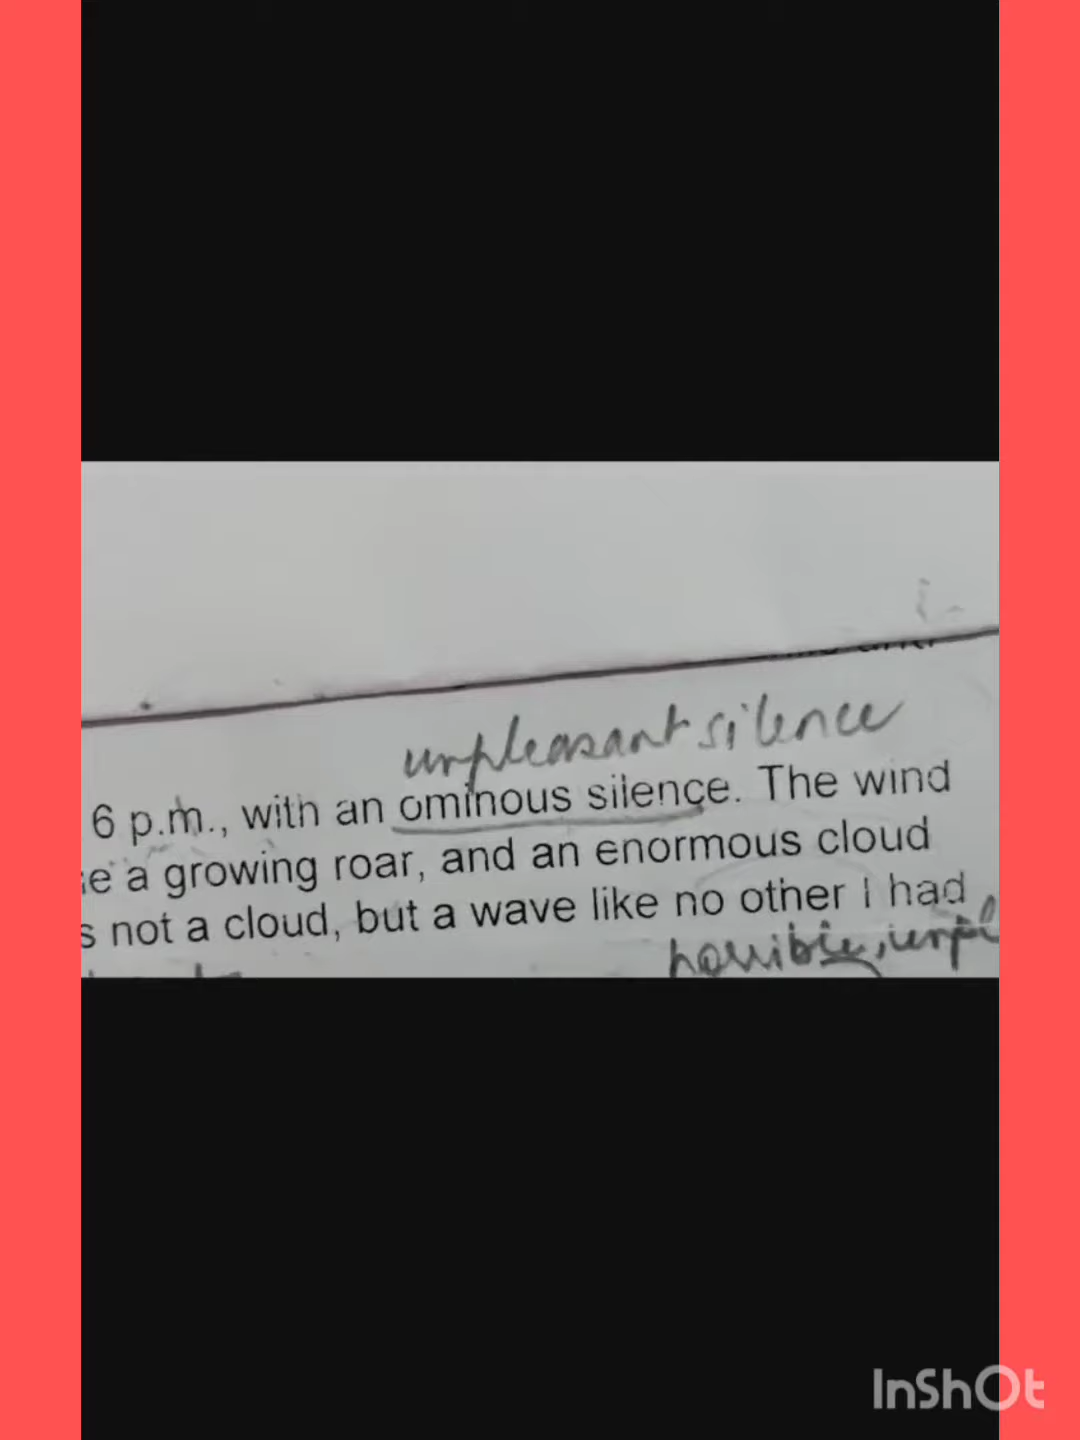 unpleasant silence
6 p.m., with an ominous silence. The wind
a growing roar, and an enormous cloud
s not a cloud, but a wave like no other I had
horrible,
InShOt